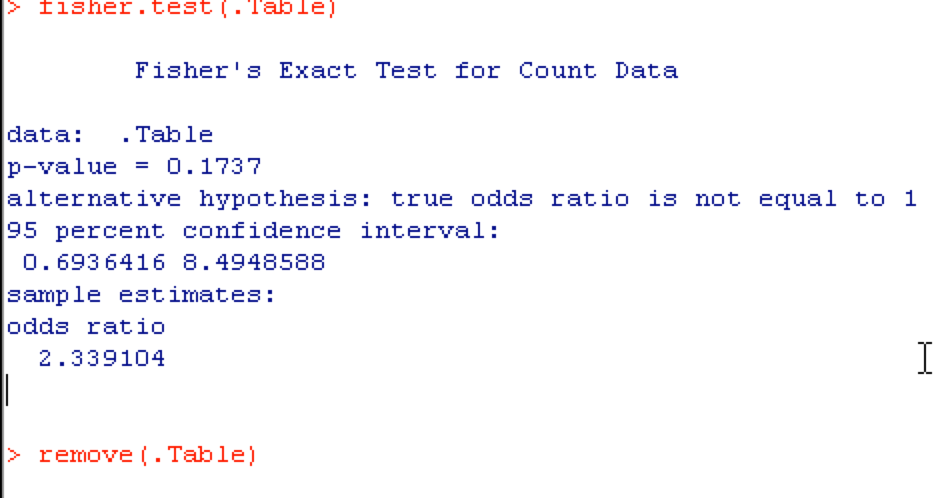 > fisher.test(.Table)
Fisher's Exact Test for Count Data
data:  .Table
p-value = 0.1737
alternative hypothesis: true odds ratio is not equal to 1
95 percent confidence interval:
 0.6936416 8.4948588
sample estimates:
odds ratio
  2.339104
> remove(.Table)